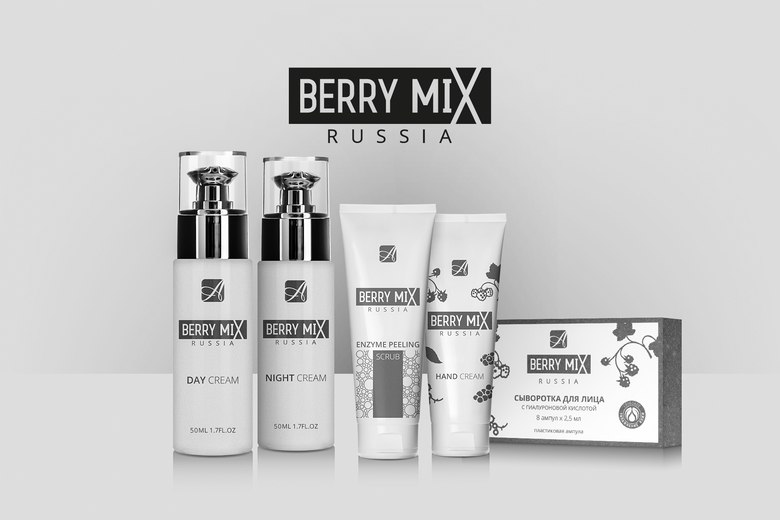 BERRY MIX
RUSSIA
BERRY MIX
RUSSIA
DAY CREAM
50ML 1.7FL.OZ
BERRY MIX
RUSSIA
NIGHT CREAM
50ML 1.7FL.OZ
BERRY MIX
RUSSIA
ENZYME PEELING
SCRUB
BERRY MIX
RUSSIA
HAND CREAM
BERRY MIX
RUSSIA
СЫВОРОТКА ДЛЯ ЛИЦА
С ГИАЛУРОНОВОЙ КИСЛОТОЙ
8 ампул х 2,5 мл
пластиковая ампула